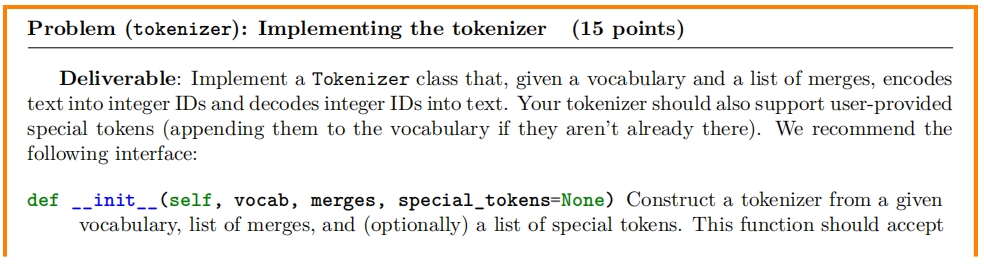 Problem (tokenizer): Implementing the tokenizer (15 points)
Deliverable: Implement a Tokenizer class that, given a vocabulary and a list of merges, encodes
text into integer IDs and decodes integer IDs into text. Your tokenizer should also support user-provided
special tokens (appending them to the vocabulary if they aren't already there). We recommend the
following interface:
def __init__(self, vocab, merges, special_tokens=None) Construct a tokenizer from a given
vocabulary, list of merges, and (optionally) a list of special tokens. This function should accept